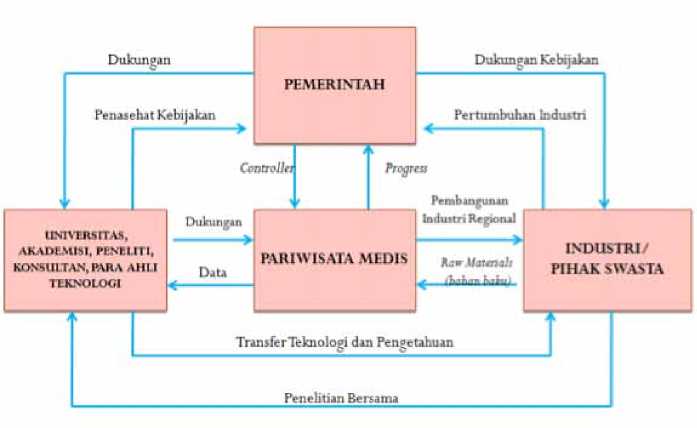 Dukungan
Dukungan Kebijakan
PEMERINTAH
Penasehat Kebijakan
Pertumbuhan Industri
Controller
Progress
UNIVERSITAS,
AKADEMISI, PENELITI,
KONSULTAN, PARA AHLI
TEKNOLOGI
Dukungan
Data
PARIWISATA MEDIS
Pembangunan
Industri Regional
Raw Materials
(bahan baku)
INDUSTRI/
PIHAK SWASTA
Transfer Teknologi dan Pengetahuan
Penelitian Bersama